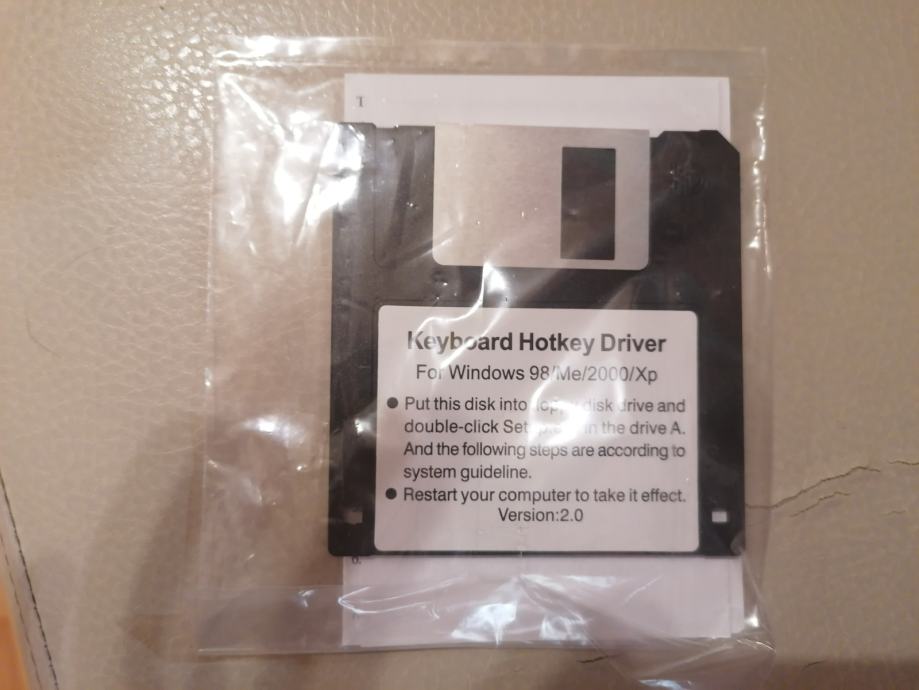 Keyboard Hotkey Driver
For Windows 98/Me/2000/Xp
● Put this disk into floppy disk drive and
double-click in the drive A.
And the following steps are according to
system guideline.
● Restart your computer to take it effect.
Version:2.0